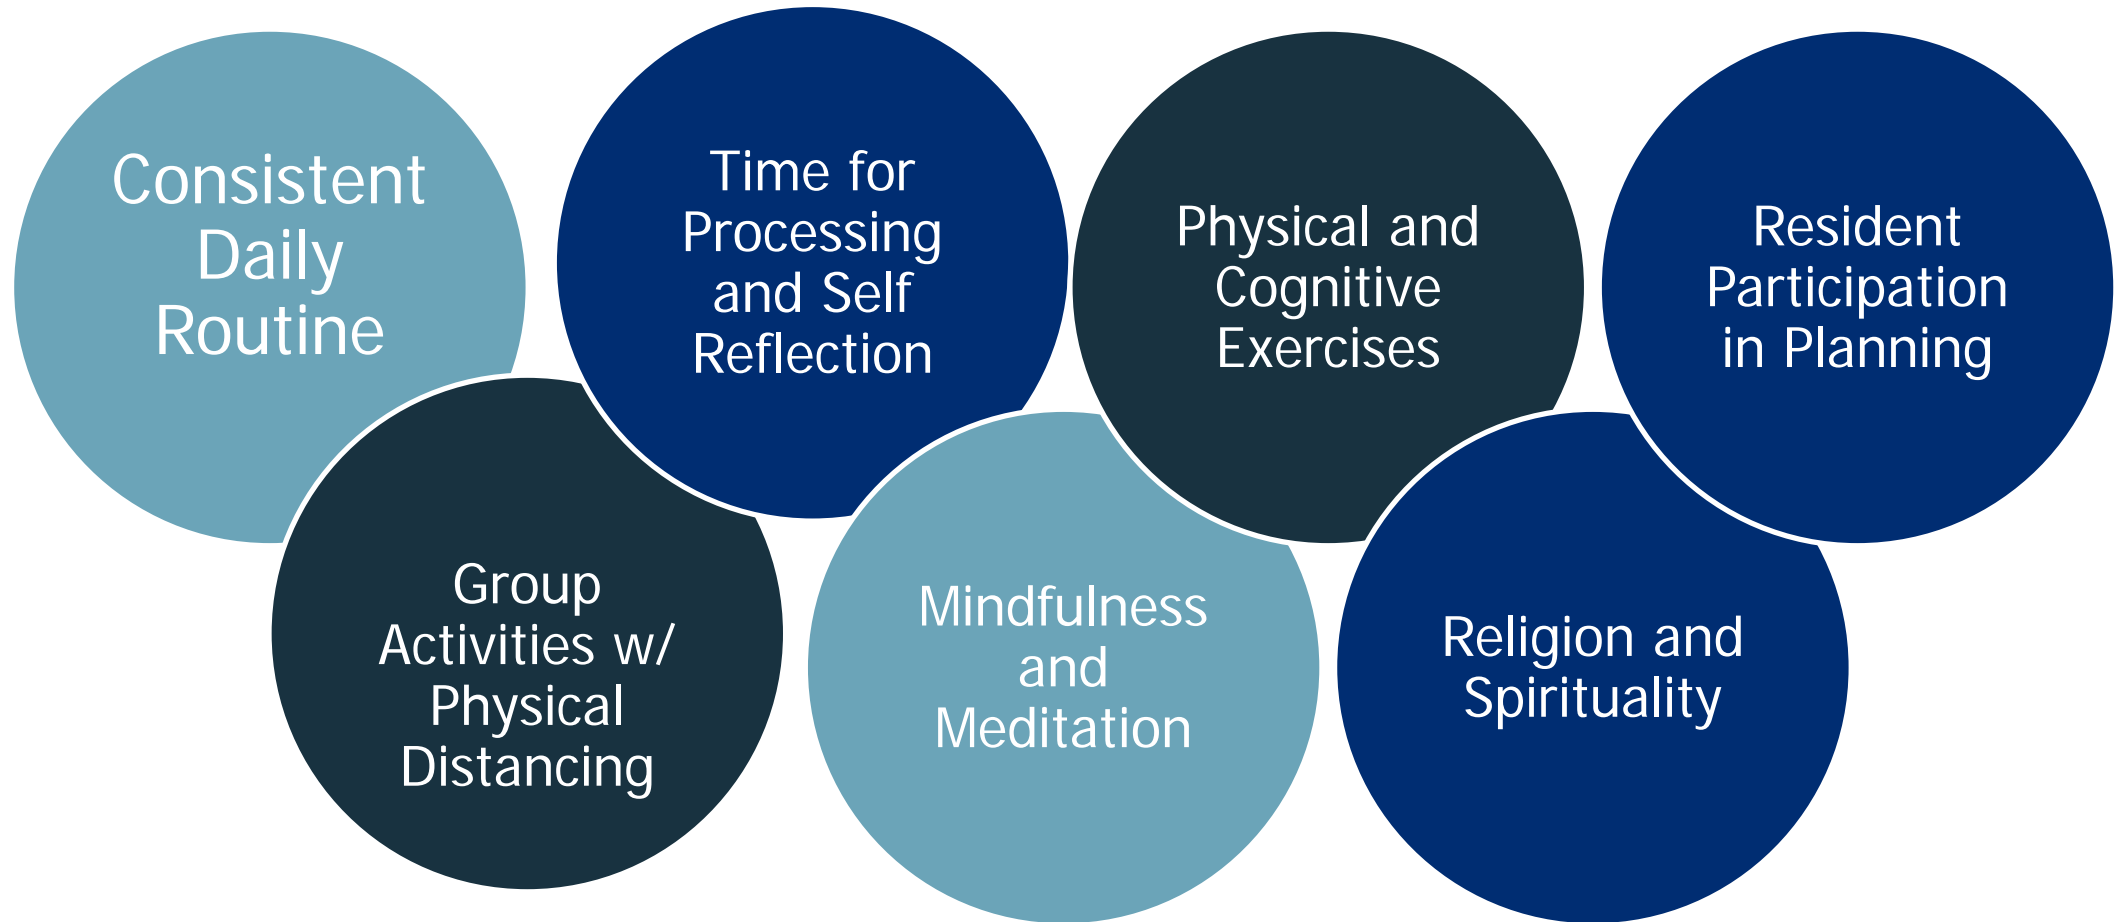 Consistent
Daily
Routine
Group
Activities w/
Physical
Distancing
Time for
Processing
and Self
Reflection
Mindfulness
and
Meditation
Physical and
Cognitive
Exercises
Religion and
Spirituality
Resident
Participation
in Planning